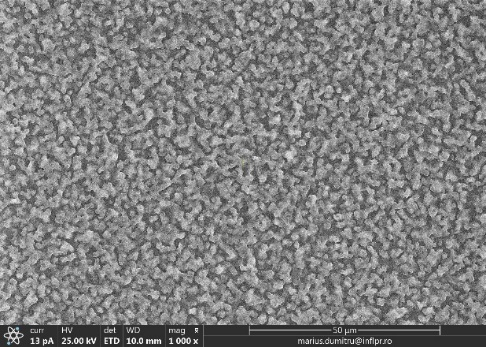 curr HV det WD mag
13 pA 25.00 kV ETD 10.0 mm 1 000 x
50 µm
marius.dumitru@inflpr.ro